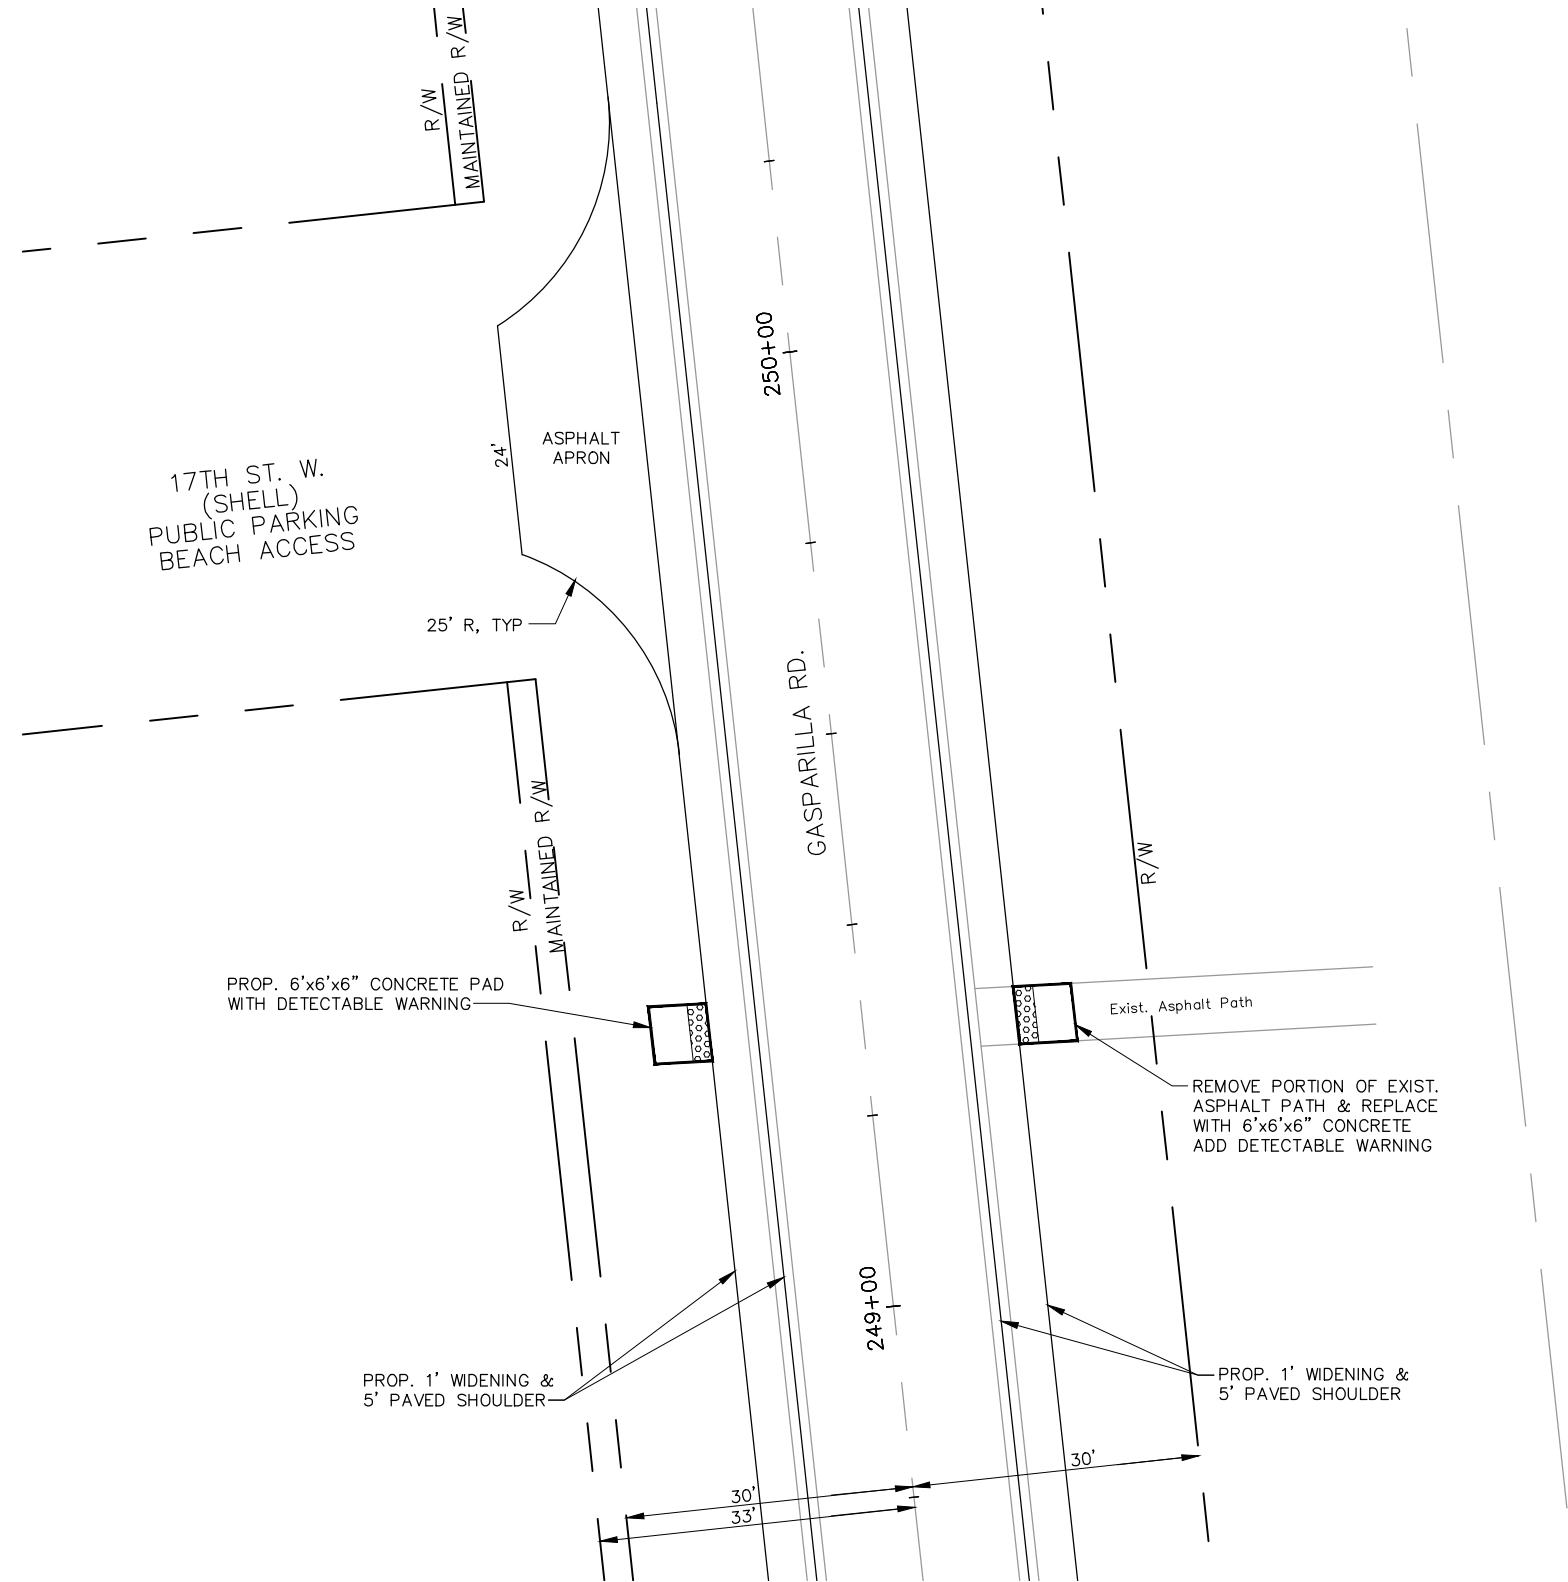 R/W
MAINTAINED R/W
250+00
24'
ASPHALT
APRON
17TH ST. W.
(SHELL)
PUBLIC PARKING
BEACH ACCESS
25' R, TYP
GASPARILLA RD.
R/W
MAINTAINED R/W
R/W
PROP. 6'x6'x6" CONCRETE PAD
WITH DETECTABLE WARNING
Exist. Asphalt Path
REMOVE PORTION OF EXIST.
ASPHALT PATH & REPLACE
WITH 6'x6'x6" CONCRETE
ADD DETECTABLE WARNING
249+00
PROP. 1' WIDENING &
5' PAVED SHOULDER
PROP. 1' WIDENING &
5' PAVED SHOULDER
30'
30'
33'